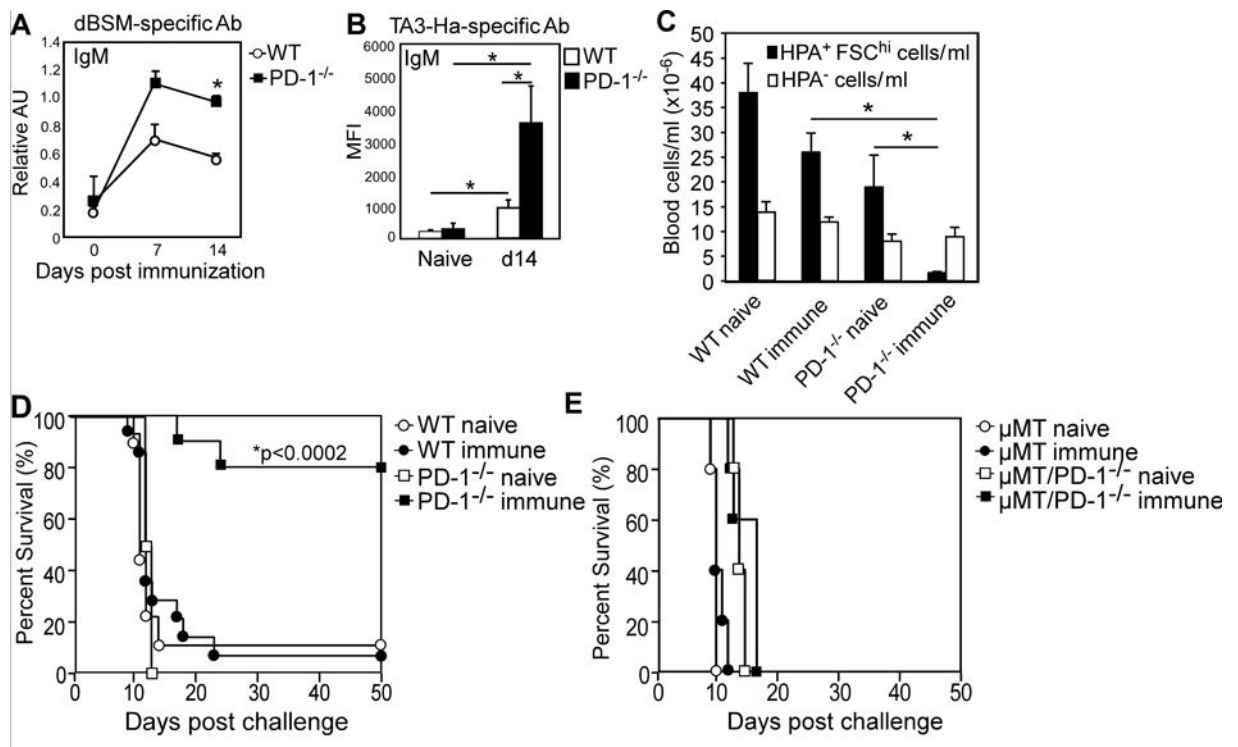 A
dBSM-specific Ab
IgM
WT
PD-1-/-
*
Relative AU
1.4
1.2
1.0
0.8
0.6
0.4
0.2
0
7
14
Days post immunization
B
TA3-Ha-specific Ab
IgM
WT
PD-1-/-
*
*
*
MFI
6000
5000
4000
3000
2000
1000
0
Naive
d14
C
HPA+ FSChi cells/ml
HPA- cells/ml
*
*
Blood cells/ml (x10-6)
50
45
40
35
30
25
20
15
10
5
0
WT naive
WT immune
PD-1-/- naive
PD-1-/- immune
D
WT naive
WT immune
PD-1-/- naive
PD-1-/- immune
*p<0.0002
Percent Survival (%)
100
80
60
40
20
0
0
10
20
30
40
50
Days post challenge
E
µMT naive
µMT immune
µMT/PD-1-/- naive
µMT/PD-1-/- immune
Percent Survival (%)
100
80
60
40
20
0
0
10
20
30
40
50
Days post challenge